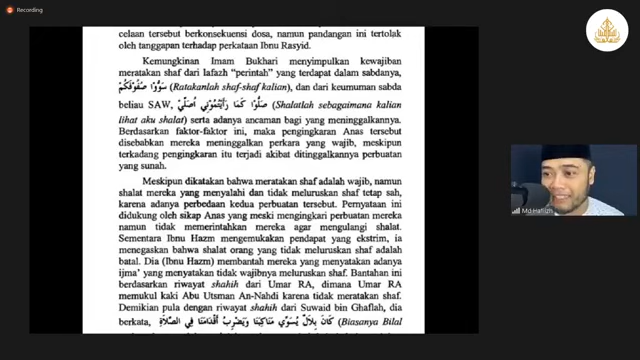 Recording
celaan tersebut berkonsekuensi dosa, namun pandangan ini tertolak
oleh tanggapan terhadap perkataan Ibnu Rasyid.
Kemungkinan Imam Bukhari menyimpulkan kewajiban
meratakan shaf dari lafazh "perintah" yang terdapat dalam sabdanya,
سَوُّوْا صُفُوْفَكُمْ (Ratakanlah shaf-shaf kalian), dan dari keumuman sabda
beliau SAW, صَلُّوْا كَمَا رَأَيْتُمُوْنِي أُصَلِّيْ (Shalatlah sebagaimana kalian
lihat aku shalat) serta adanya ancaman bagi yang meninggalkannya.
Berdasarkan faktor-faktor ini, maka pengingkaran Anas tersebut
disebabkan mereka meninggalkan perkara yang wajib, meskipun
terkadang pengingkaran itu terjadi akibat ditinggalkannya perbuatan
yang sunah.
Meskipun dikatakan bahwa meratakan shaf adalah wajib, namun
shalat mereka yang menyalahi dan tidak meluruskan shaf tetap sah,
karena adanya perbedaan kedua perbuatan tersebut. Pernyataan ini
didukung oleh sikap Anas yang meski mengingkari perbuatan mereka
namun tidak memerintahkan mereka agar mengulangi shalat.
Sementara Ibnu Hazm mengemukakan pendapat yang ekstrim, ia
menegaskan bahwa shalat orang yang tidak meluruskan shaf adalah
batal. Dia (Ibnu Hazm) membantah mereka yang menyatakan adanya
ijma' yang menyatakan tidak wajibnya meluruskan shaf. Bantahan ini
berdasarkan riwayat shahih dari Umar RA, dimana Umar RA
memukul kaki Abu Utsman An-Nahdi karena tidak meratakan shaf.
Demikian pula dengan riwayat shahih dari Suwaid bin Ghaflah, dia
berkata, كَانَ بِلاَلٌ يُسَوِّي مَنَاكِبَنَا وَيَضْرِبُ أَقْدَامَنَا فِي الصَّلاَةِ (Biasanya Bilal
Md Hafizh